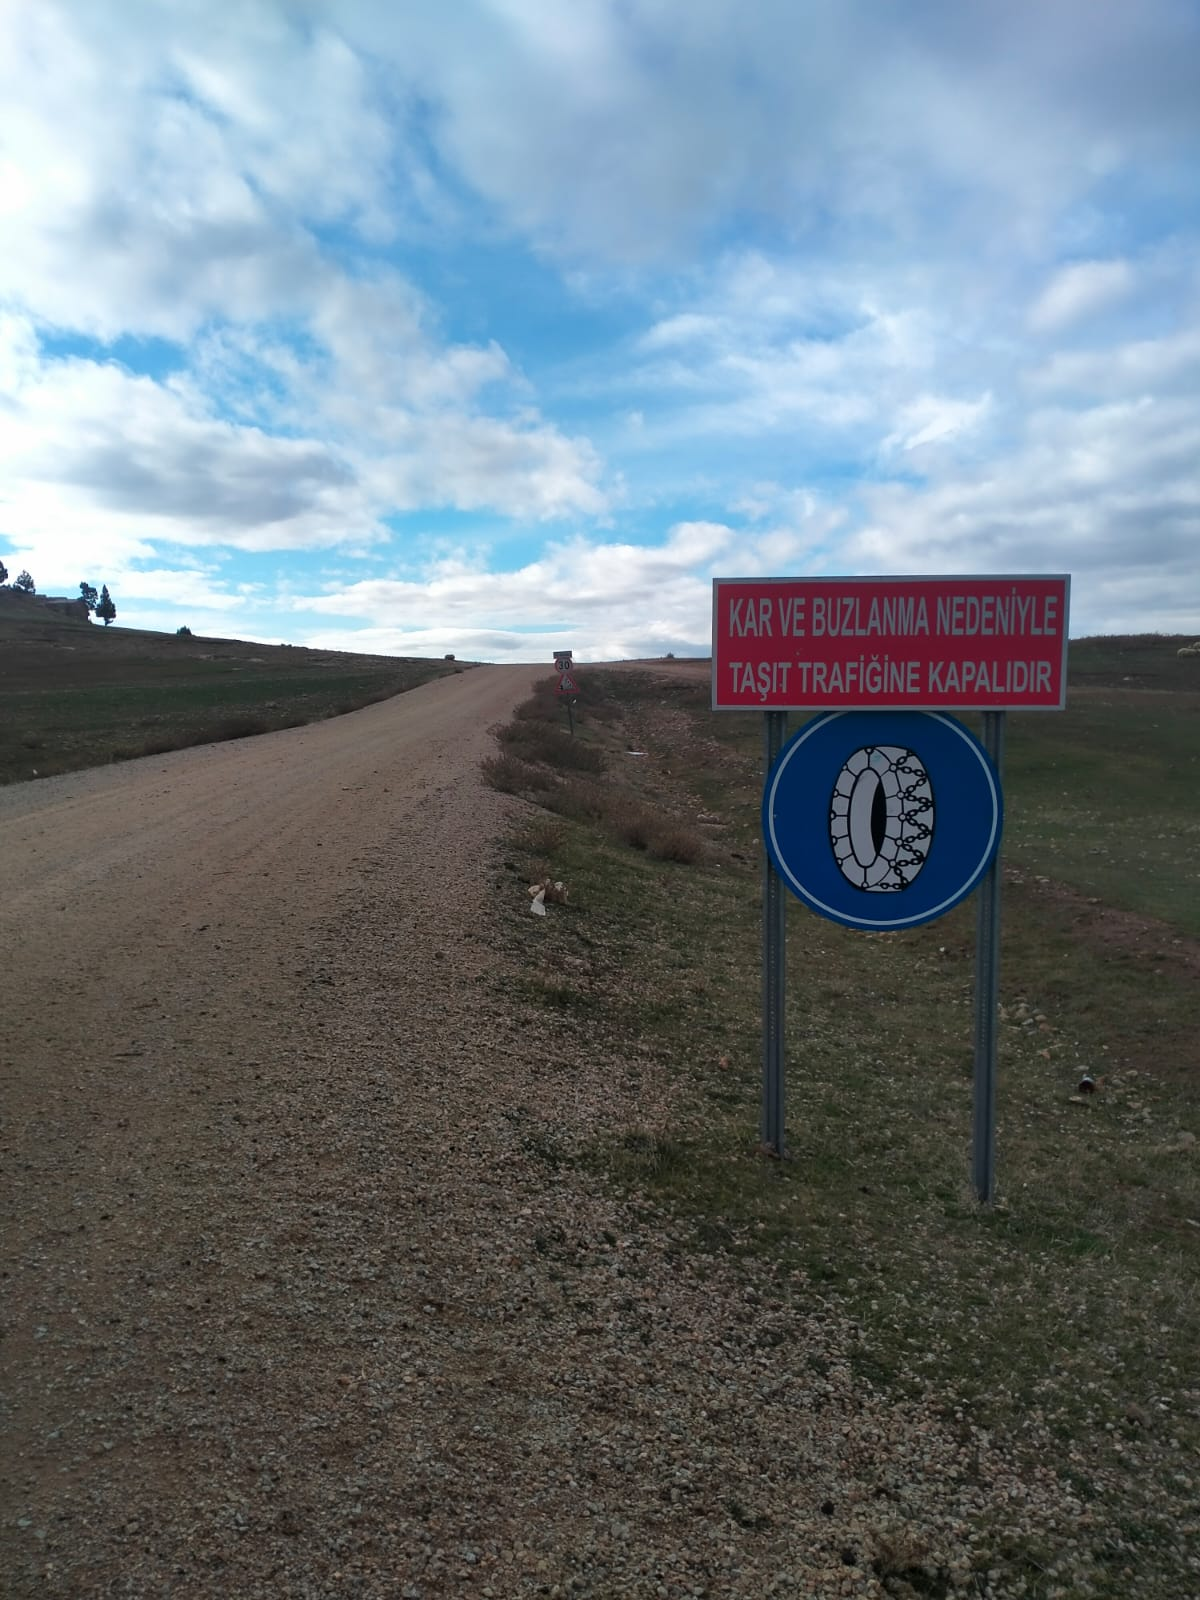 30
KAR VE BUZLANMA NEDENİYLE
TAŞIT TRAFİĞİNE KAPALIDIR